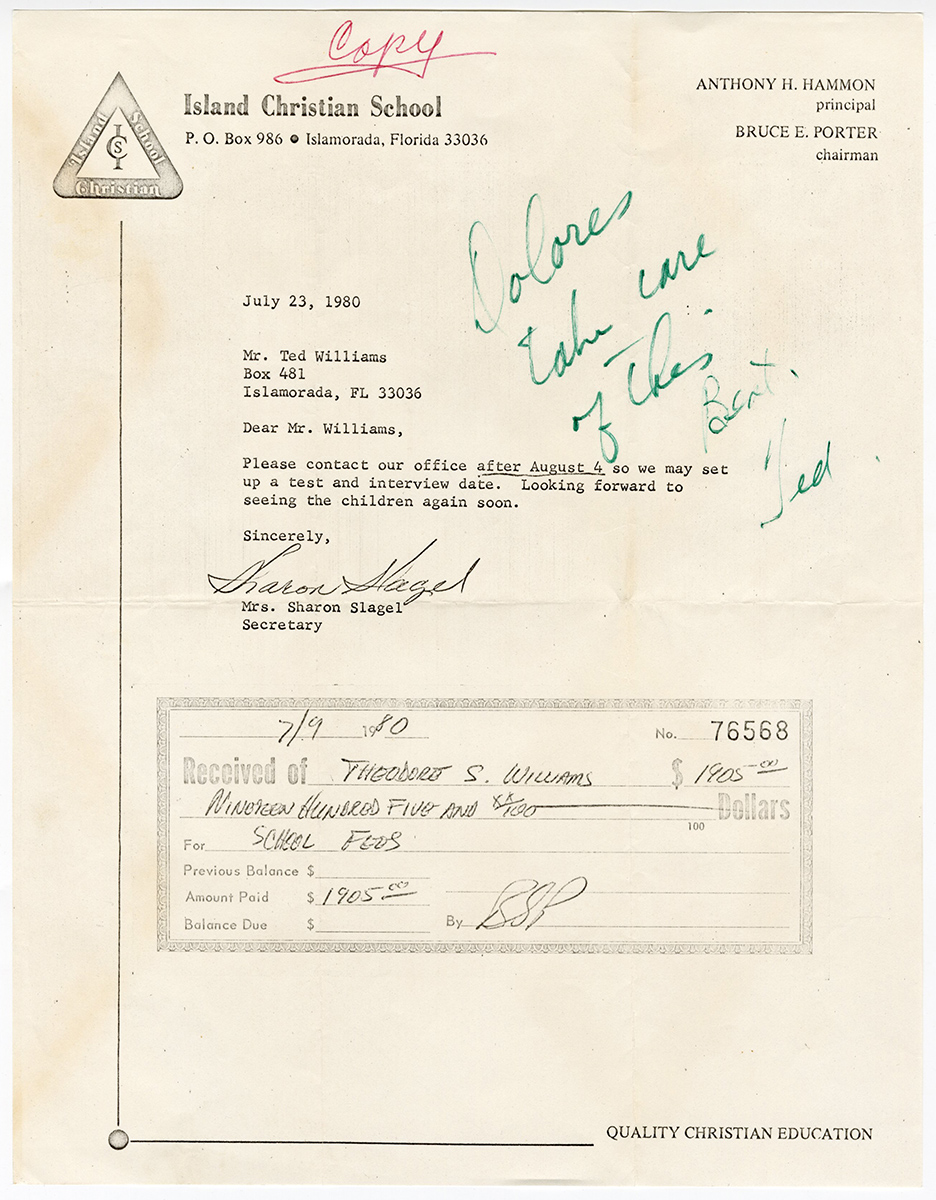 Copy
Island Christian School
P. O. Box 986 ● Islamorada, Florida 33036
ANTHONY H. HAMMON
principal
BRUCE E. PORTER
chairman
Island School
ICS
Christian
Dolores
take care
of this
Best.
Ted.
July 23, 1980
Mr. Ted Williams
Box 481
Islamorada, FL 33036
Dear Mr. Williams,
Please contact our office after August 4 so we may set
up a test and interview date. Looking forward to
seeing the children again soon.
Sincerely,
Sharon Slagel
Mrs. Sharon Slagel
Secretary
7/9 1980 No. 76568
Received of THEODORE S. WILLIAMS $ 1905.00
NINETEEN HUNDRED FIVE AND XX/100 Dollars
100
For SCHOOL FEES
Previous Balance $
Amount Paid $ 1905.00
Balance Due $ By
QUALITY CHRISTIAN EDUCATION